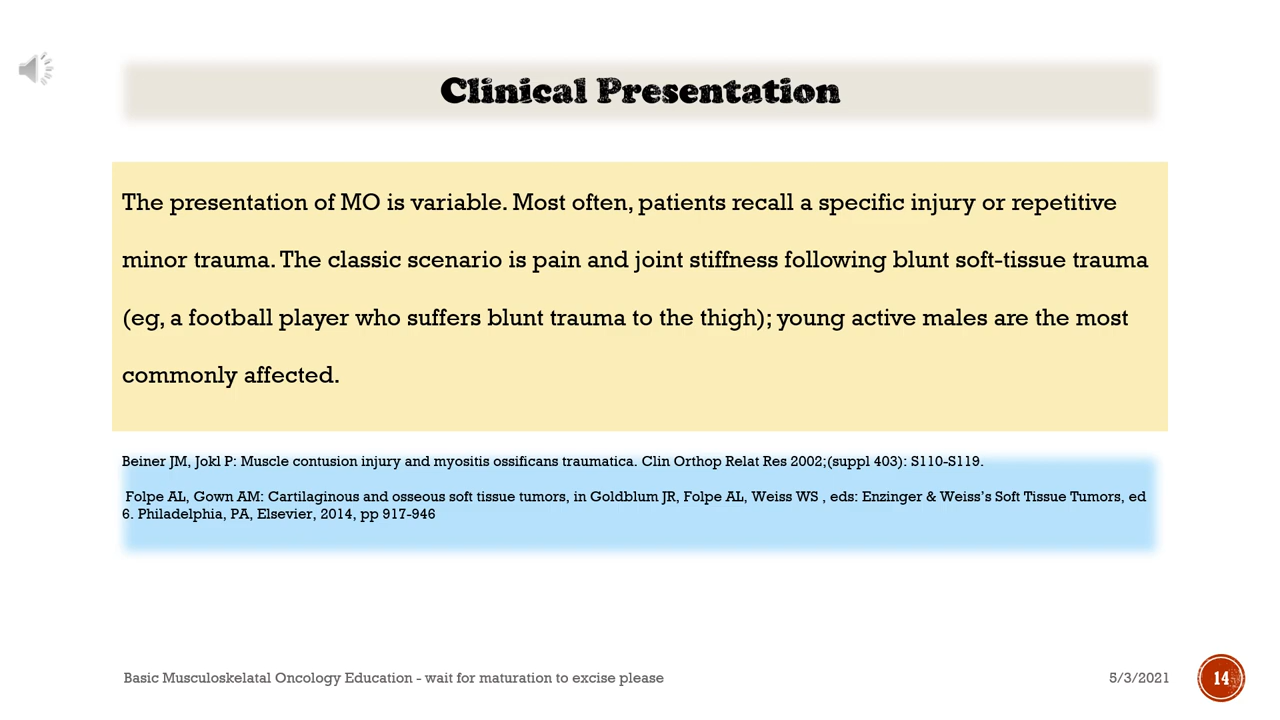 Clinical Presentation
The presentation of MO is variable. Most often, patients recall a specific injury or repetitive
minor trauma. The classic scenario is pain and joint stiffness following blunt soft-tissue trauma
(eg, a football player who suffers blunt trauma to the thigh); young active males are the most
commonly affected.
Beiner JM, Jokl P: Muscle contusion injury and myositis ossificans traumatica. Clin Orthop Relat Res 2002;(suppl 403): S110-S119.
Folpe AL, Gown AM: Cartilaginous and osseous soft tissue tumors, in Goldblum JR, Folpe AL, Weiss WS , eds: Enzinger & Weiss's Soft Tissue Tumors, ed
6. Philadelphia, PA, Elsevier, 2014, pp 917-946
Basic Musculoskelatal Oncology Education - wait for maturation to excise please
5/3/2021
14